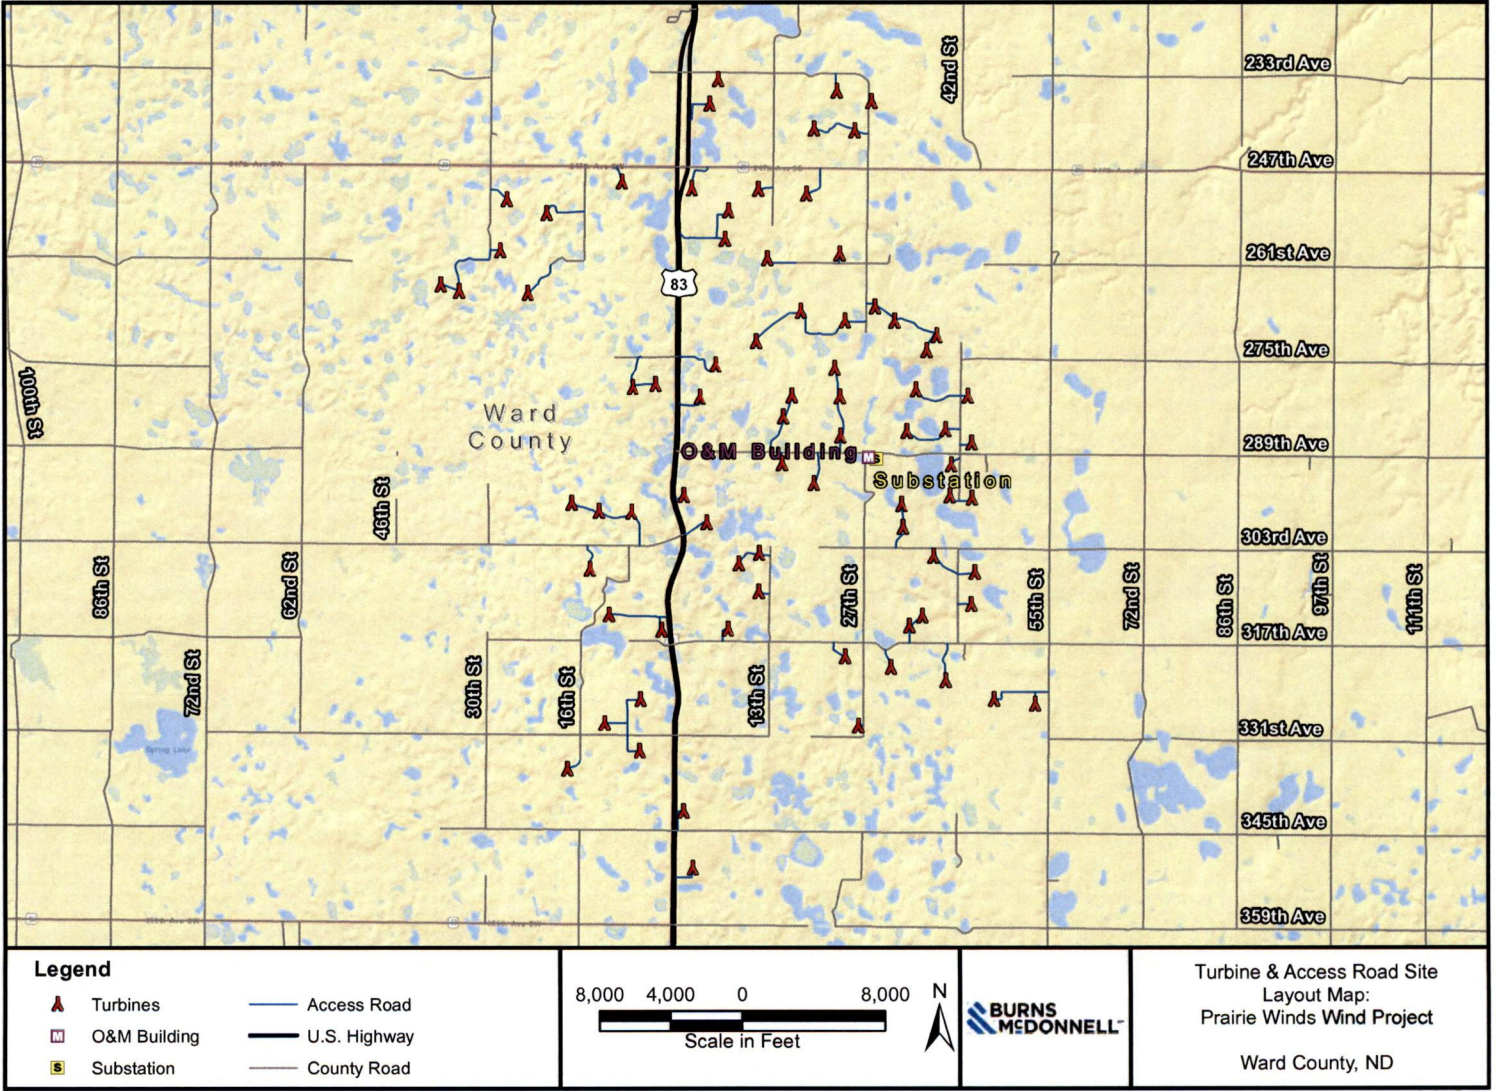 42nd St
233rd Ave
247th Ave
261st Ave
83
275th Ave
100th St
Ward
County
289th Ave
O&M Building
M
S
Substation
46th St
303rd Ave
86th St
62nd St
27th St
55th St
72nd St
86th St
97th St
111th St
317th Ave
72nd St
30th St
16th St
13th St
331st Ave
Spring Lake
345th Ave
359th Ave
Legend
Turbines
Access Road
M O&M Building
U.S. Highway
S Substation
County Road
8,000 4,000 0 8,000
Scale in Feet
N
BURNS
McDONNELL
Turbine & Access Road Site
Layout Map:
Prairie Winds Wind Project
Ward County, ND